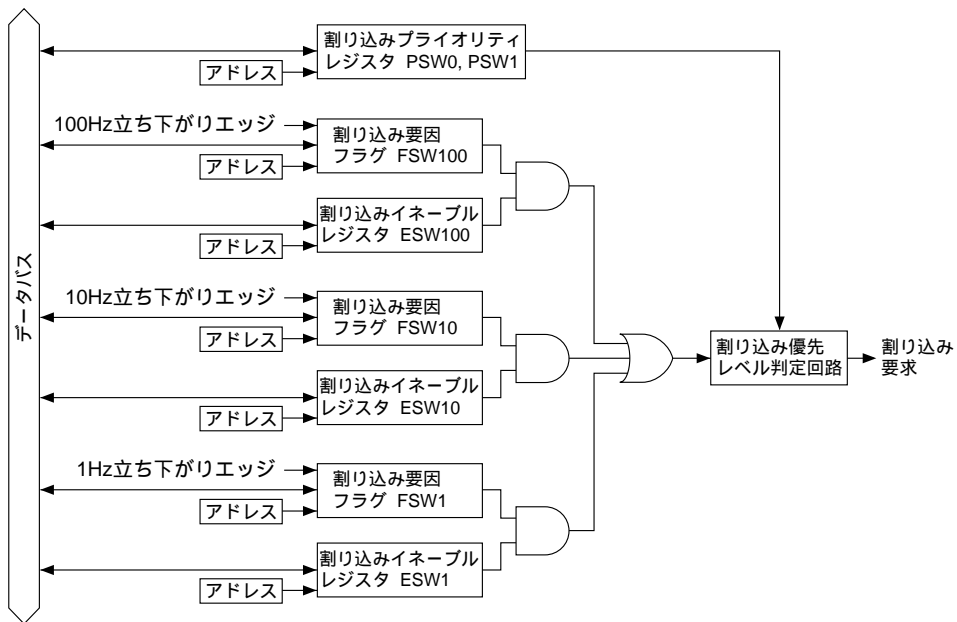 割り込みプライオリティ
レジスタ PSW0, PSW1
アドレス
100Hz立ち下がりエッジ
割り込み要因
フラグ FSW100
アドレス
割り込みイネーブル
レジスタ ESW100
アドレス
データバス
10Hz立ち下がりエッジ
割り込み要因
フラグ FSW10
アドレス
割り込みイネーブル
レジスタ ESW10
アドレス
割り込み優先
レベル判定回路
割り込み
要求
1Hz立ち下がりエッジ
割り込み要因
フラグ FSW1
アドレス
割り込みイネーブル
レジスタ ESW1
アドレス